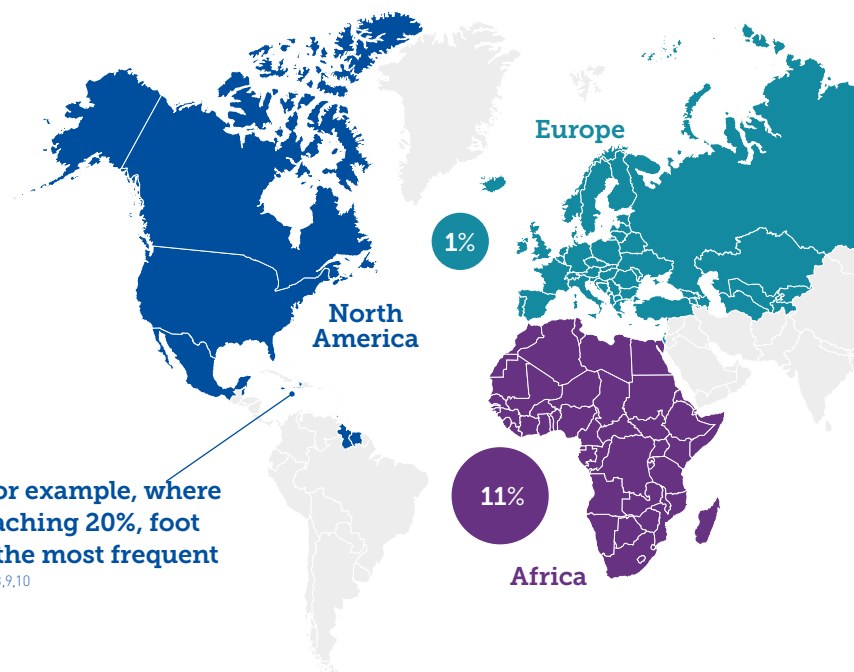 Europe
1%
North
America
or example, where
aching 20%, foot
the most frequent
,9,10
11%
Africa